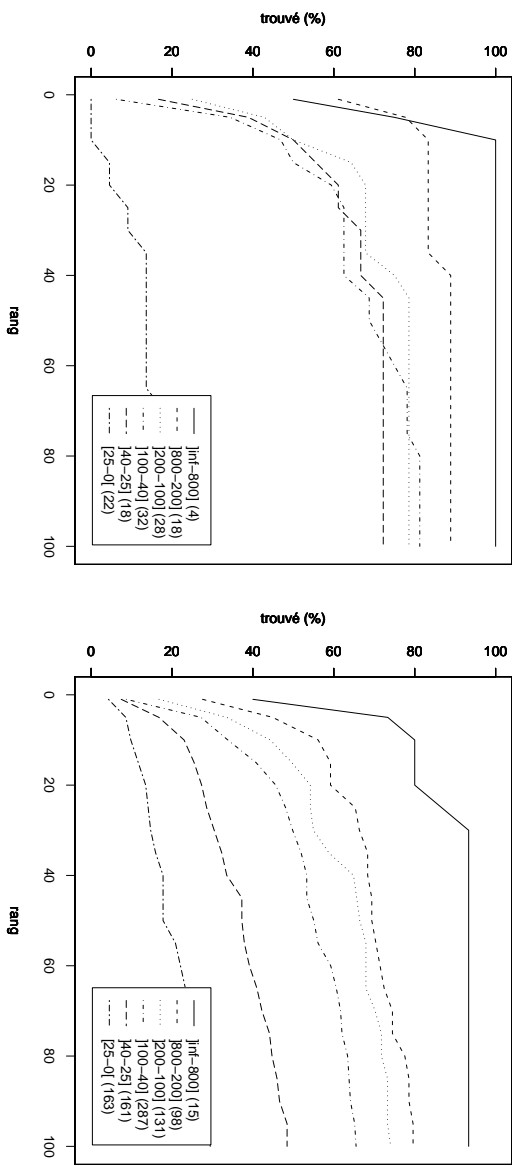 trouvé (%)
0 20 40 60 80 100
0 20 40 60 80 100
rang
]inf−800] (4)
]800−200] (18)
]200−100] (28)
]100−40] (32)
]40−25] (18)
[25−0[ (22)
trouvé (%)
0 20 40 60 80 100
0 20 40 60 80 100
rang
]inf−800] (15)
]800−200] (98)
]200−100] (131)
]100−40] (287)
]40−25] (161)
[25−0[ (163)